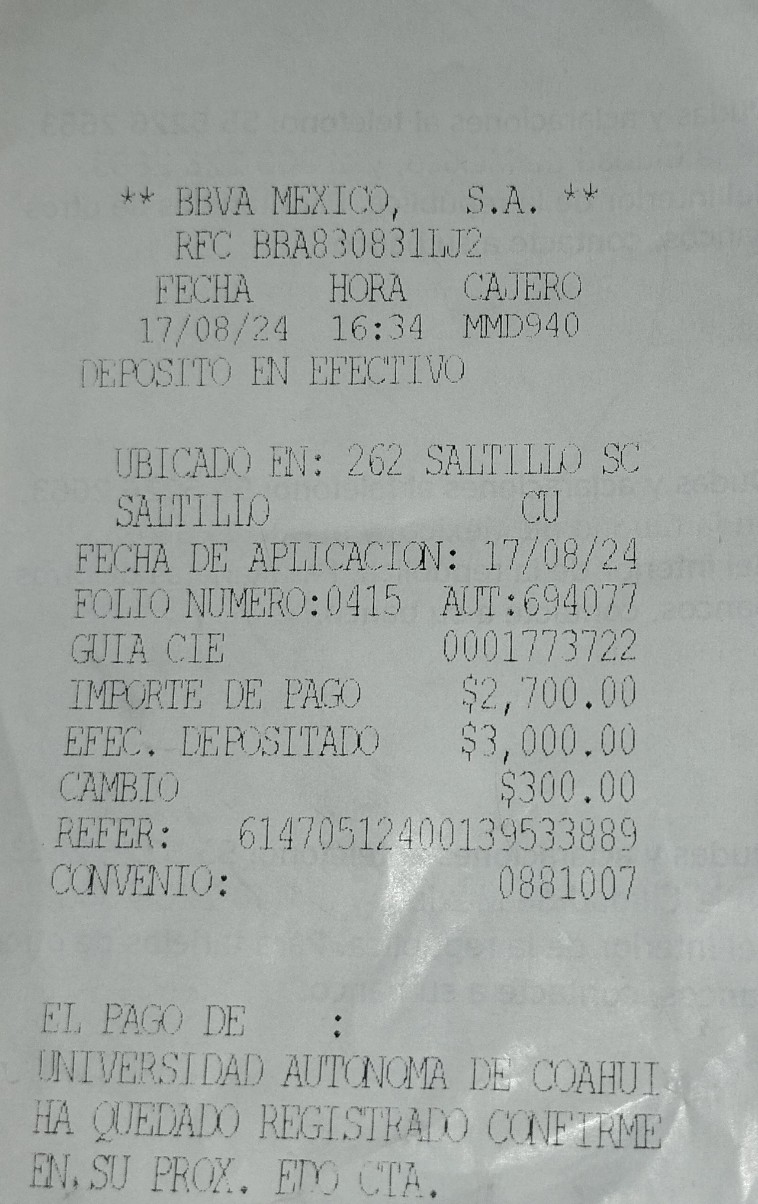 ** BBVA MEXICO, S.A. **
RFC BBA830831LJ2
FECHA HORA CAJERO
17/08/24 16:34 MMD940
DEPOSITO EN EFECTIVO
UBICADO EN: 262 SALTILLO SC
SALTILLO CU
FECHA DE APLICACION: 17/08/24
FOLIO NUMERO:0415 AUT:694077
GUIA CIE 0001773722
IMPORTE DE PAGO $2,700.00
EFEC. DEPOSITADO $3,000.00
CAMBIO $300.00
REFER: 61470512400139533889
CONVENIO: 0881007
EL PAGO DE :
UNIVERSIDAD AUTONOMA DE COAHUI
HA QUEDADO REGISTRADO CONFIRME
EN SU PROX. EDO CTA.